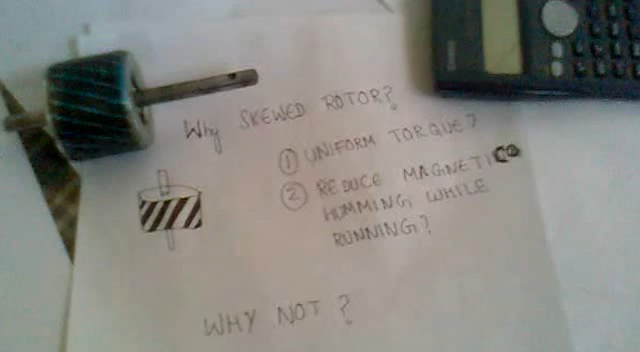 Why SKEWED ROTOR?
① UNIFORM TORQUE?
② REDUCE MAGNETIC
HUMMING WHILE
RUNNING?
WHY NOT?